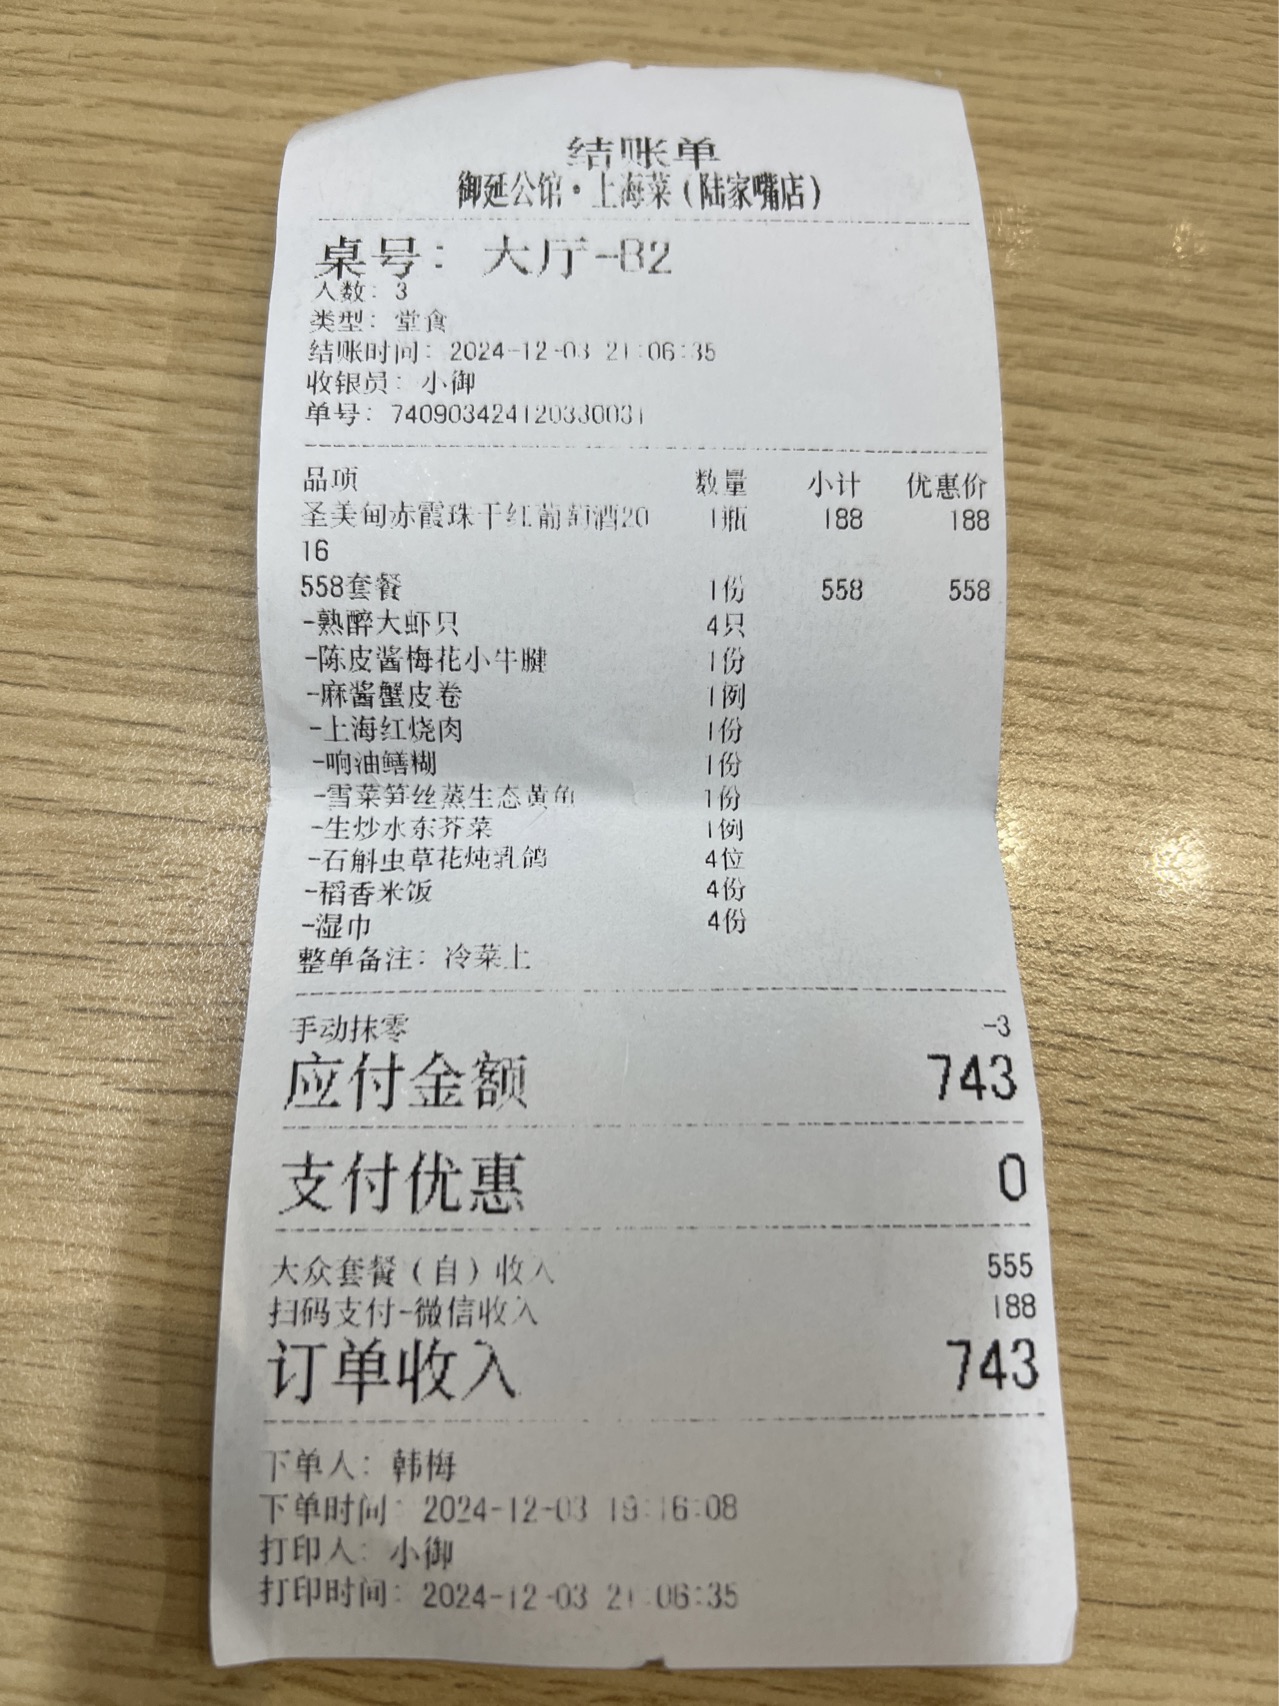 结账单
御延公馆·上海菜(陆家嘴店)
桌号: 大厅-B2
人数: 3
类型: 堂食
结账时间: 2024-12-03 21:06:35
收银员: 小御
单号: 740903424120330031
品项 数量 小计 优惠价
圣美甸赤霞珠干红葡萄酒20 1瓶 188 188
16
558套餐 1份 558 558
-熟醉大虾只 4只
-陈皮酱梅花小牛腱 1份
-麻酱蟹皮卷 1例
-上海红烧肉 1份
-响油鳝糊 1份
-雪菜笋丝蒸生态黄鱼 1份
-生炒水东芥菜 1例
-石斛虫草花炖乳鸽 4位
-稻香米饭 4份
-湿巾 4份
整单备注: 冷菜上
手动抹零 -3
应付金额 743
支付优惠 0
大众套餐(自)收入 555
扫码支付-微信收入 188
订单收入 743
下单人: 韩梅
下单时间: 2024-12-03 19:16:08
打印人: 小御
打印时间: 2024-12-03 21:06:35